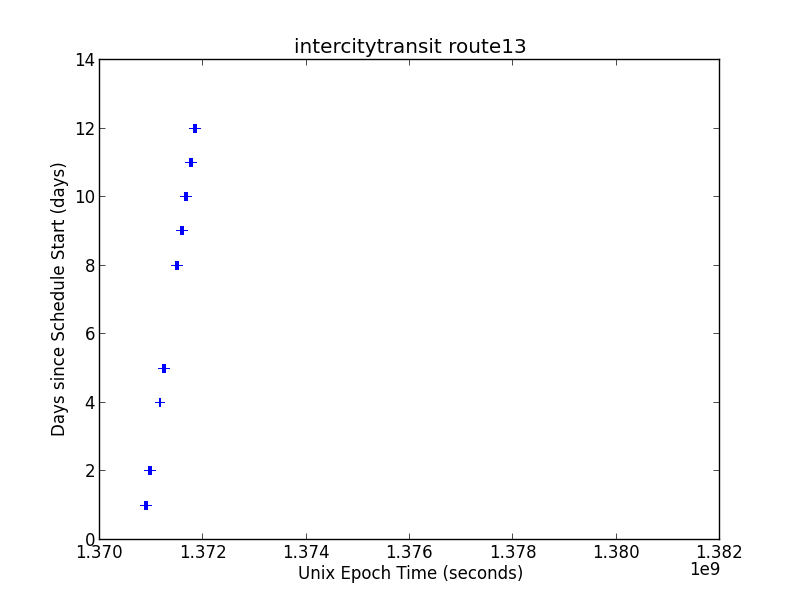 intercitytransit route13
14
12
10
8
6
4
2
0
Days since Schedule Start (days)
1.370 1.372 1.374 1.376 1.378 1.380 1.382
1e9
Unix Epoch Time (seconds)